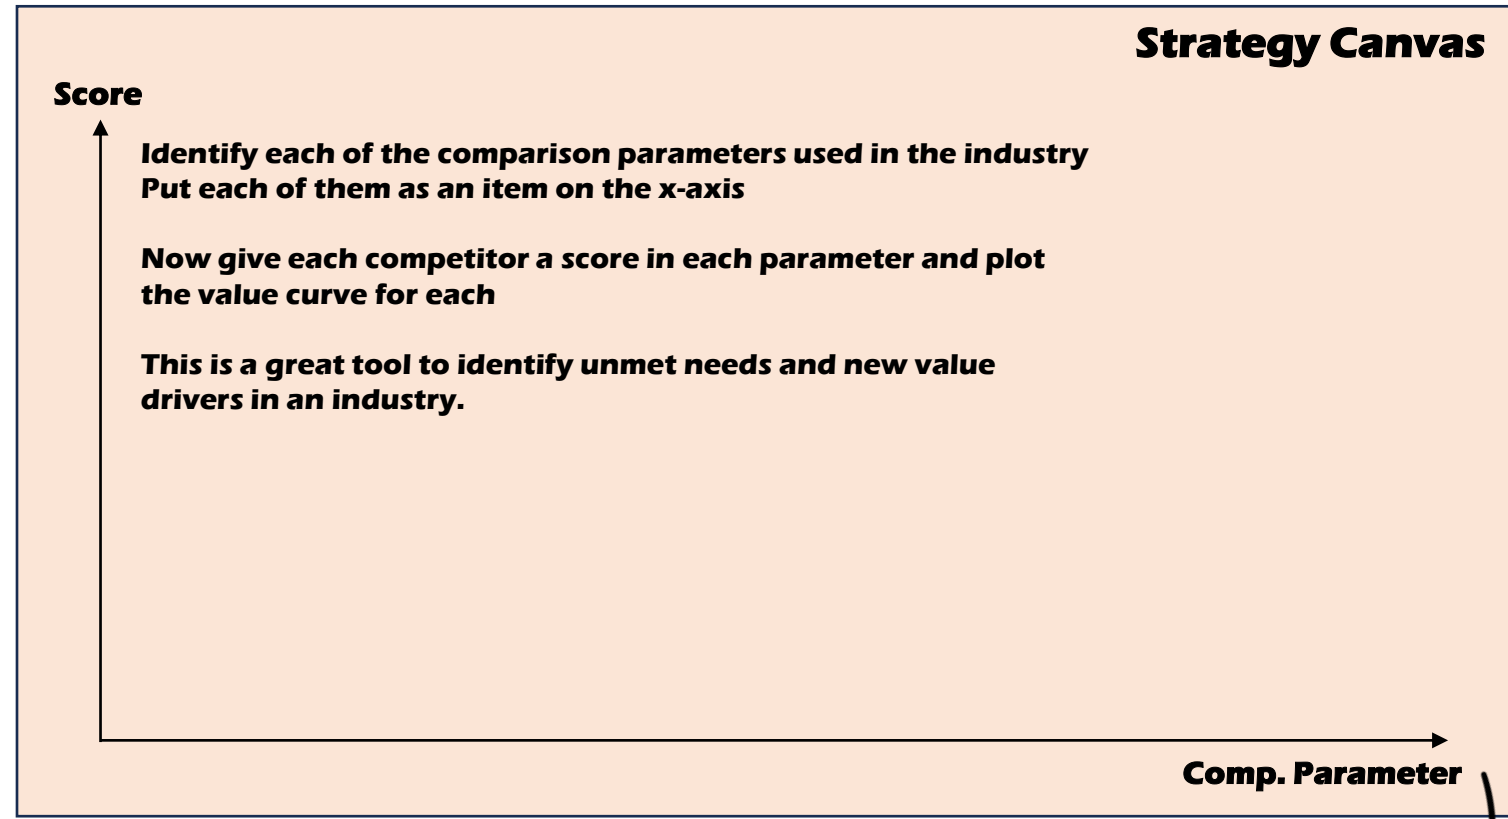 Strategy Canvas
Score
Identify each of the comparison parameters used in the industry
Put each of them as an item on the x-axis
Now give each competitor a score in each parameter and plot
the value curve for each
This is a great tool to identify unmet needs and new value
drivers in an industry.
Comp. Parameter